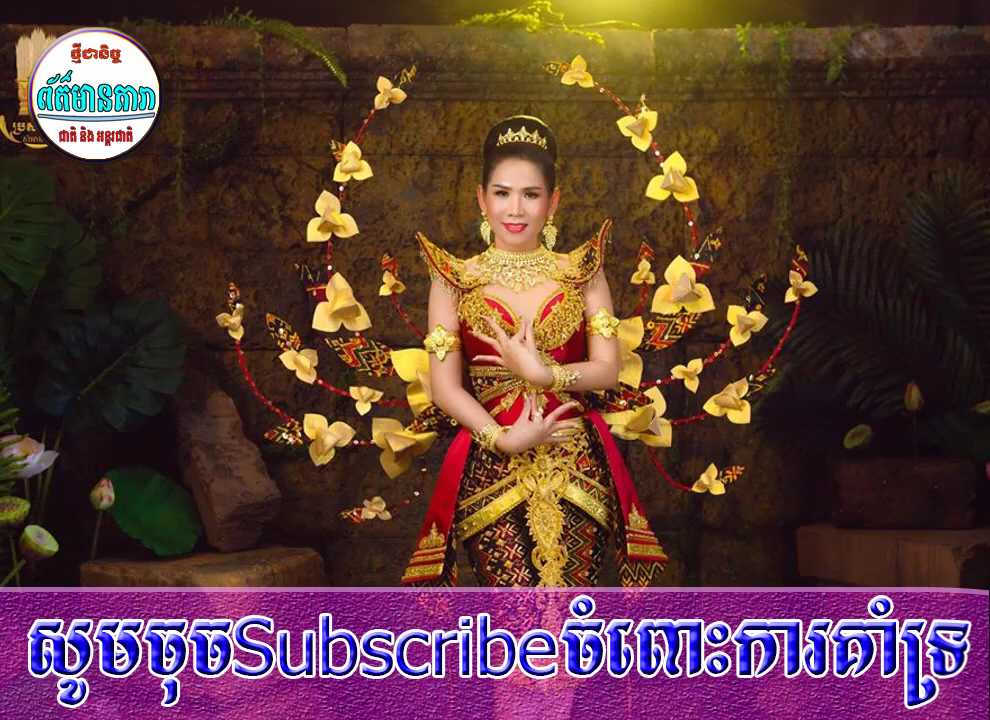 ថ្មីជានិច្ច
ព័ត៌មានតារា
ជាតិ និង អន្តរជាតិ
សូមចុចSubscribeចំពោះការគាំទ្រ